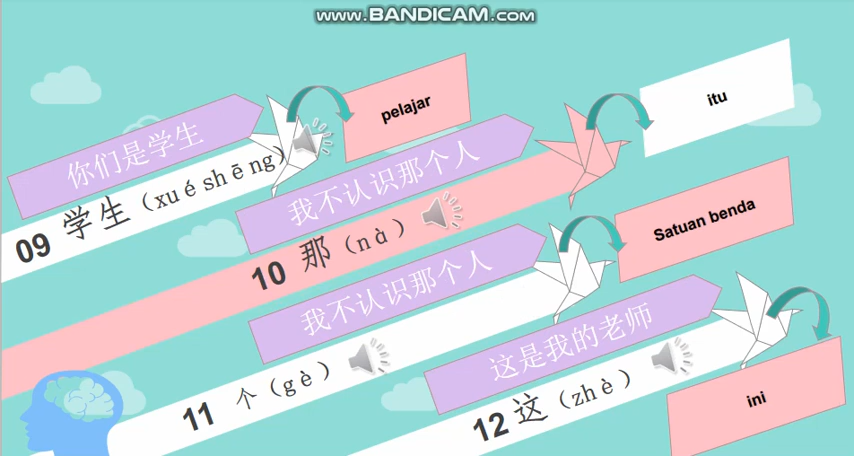 www.BANDICAM.com
你们是学生
09 学生（xuéshēng）
pelajar
我不认识那个人
10 那（nà）
itu
我不认识那个人
11 个（gè）
Satuan benda
这是我的老师
12 这（zhè）
ini